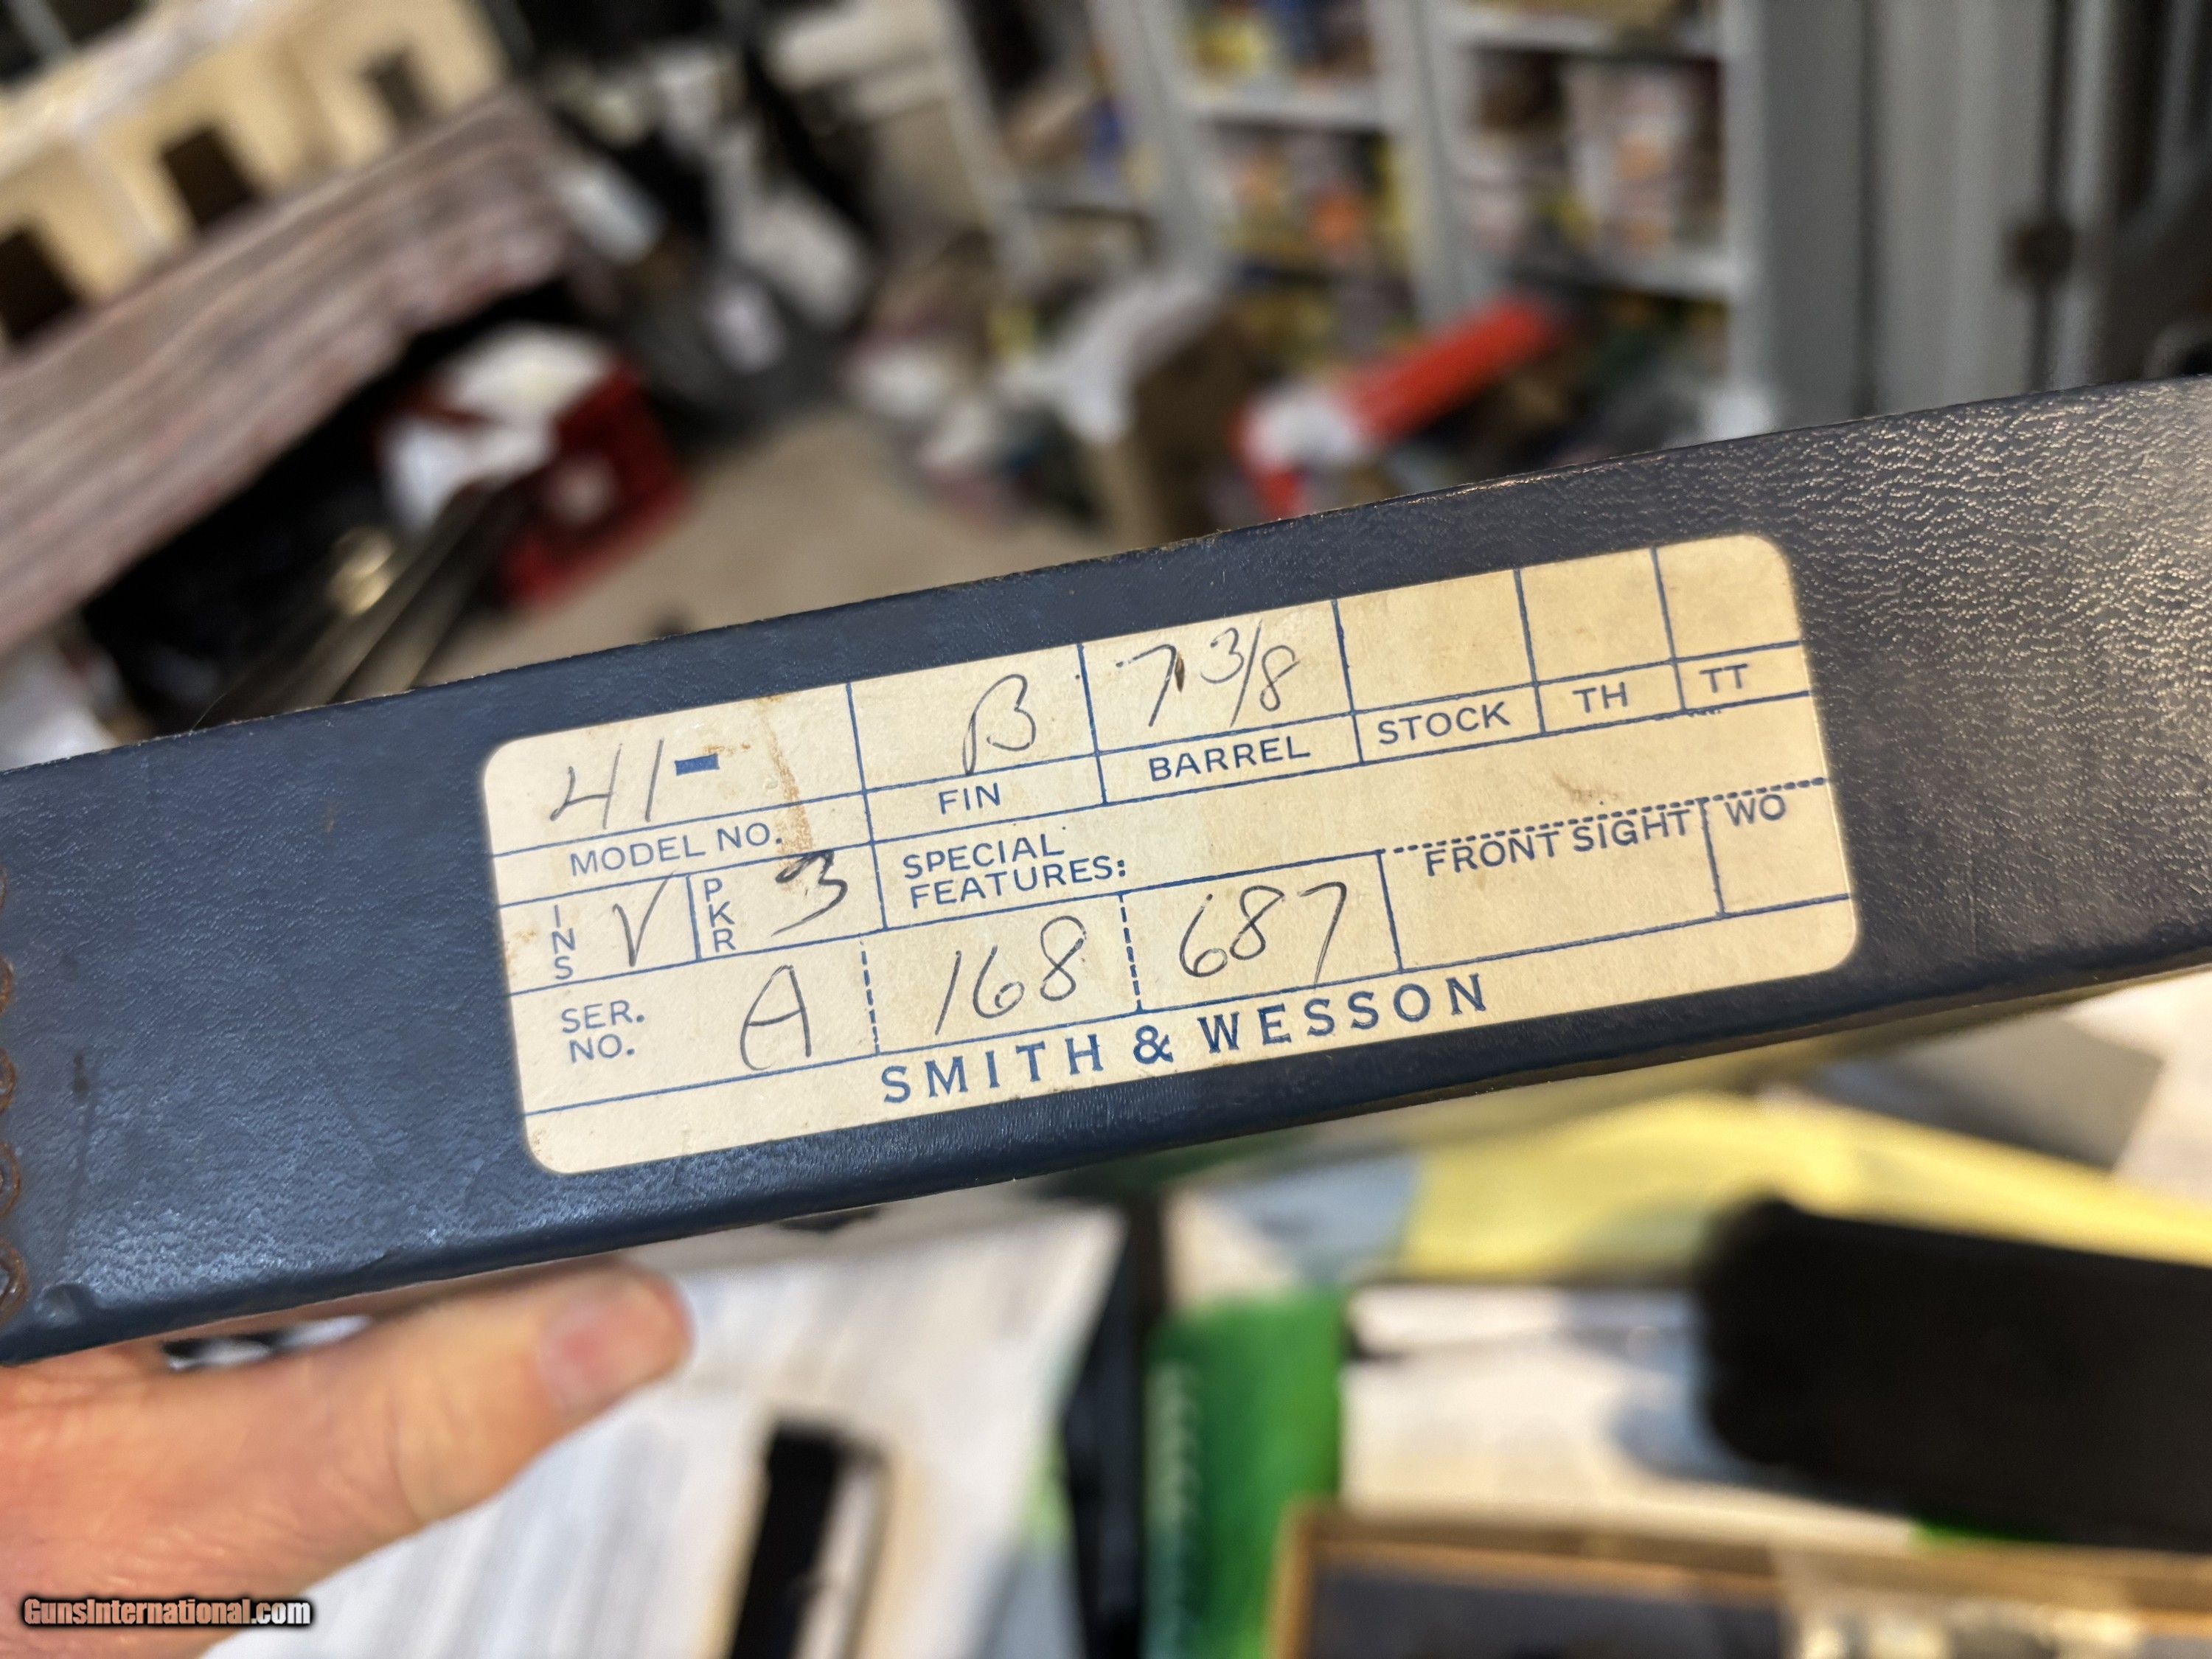 41- B 7 3/8
MODEL NO. FIN BARREL STOCK TH TT
INS V PKR 3 SPECIAL FEATURES:
FRONT SIGHT WO
SER. NO. A 168 687
SMITH & WESSON
GunsInternational.com